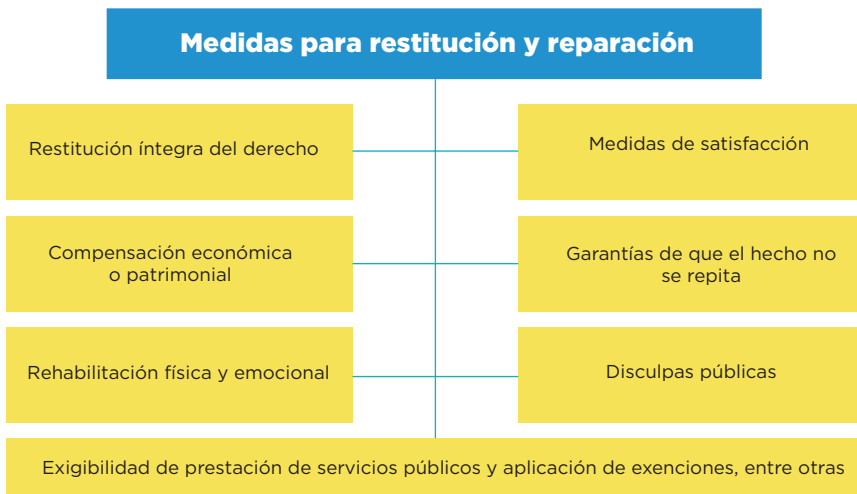 Medidas para restitución y reparación
Restitución íntegra del derecho
Medidas de satisfacción
Compensación económica
o patrimonial
Garantías de que el hecho no
se repita
Rehabilitación física y emocional
Disculpas públicas
Exigibilidad de prestación de servicios públicos y aplicación de exenciones, entre otras